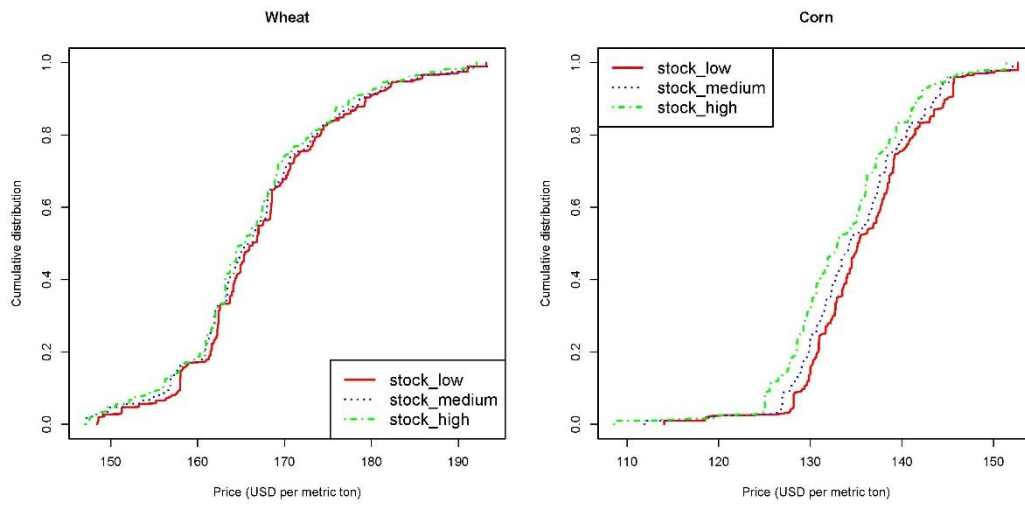 Wheat
Cumulative distribution
1.0
0.8
0.6
0.4
0.2
0.0
150 160 170 180 190
Price (USD per metric ton)
stock_low
stock_medium
stock_high
Corn
Cumulative distribution
1.0
0.8
0.6
0.4
0.2
0.0
110 120 130 140 150
Price (USD per metric ton)
stock_low
stock_medium
stock_high